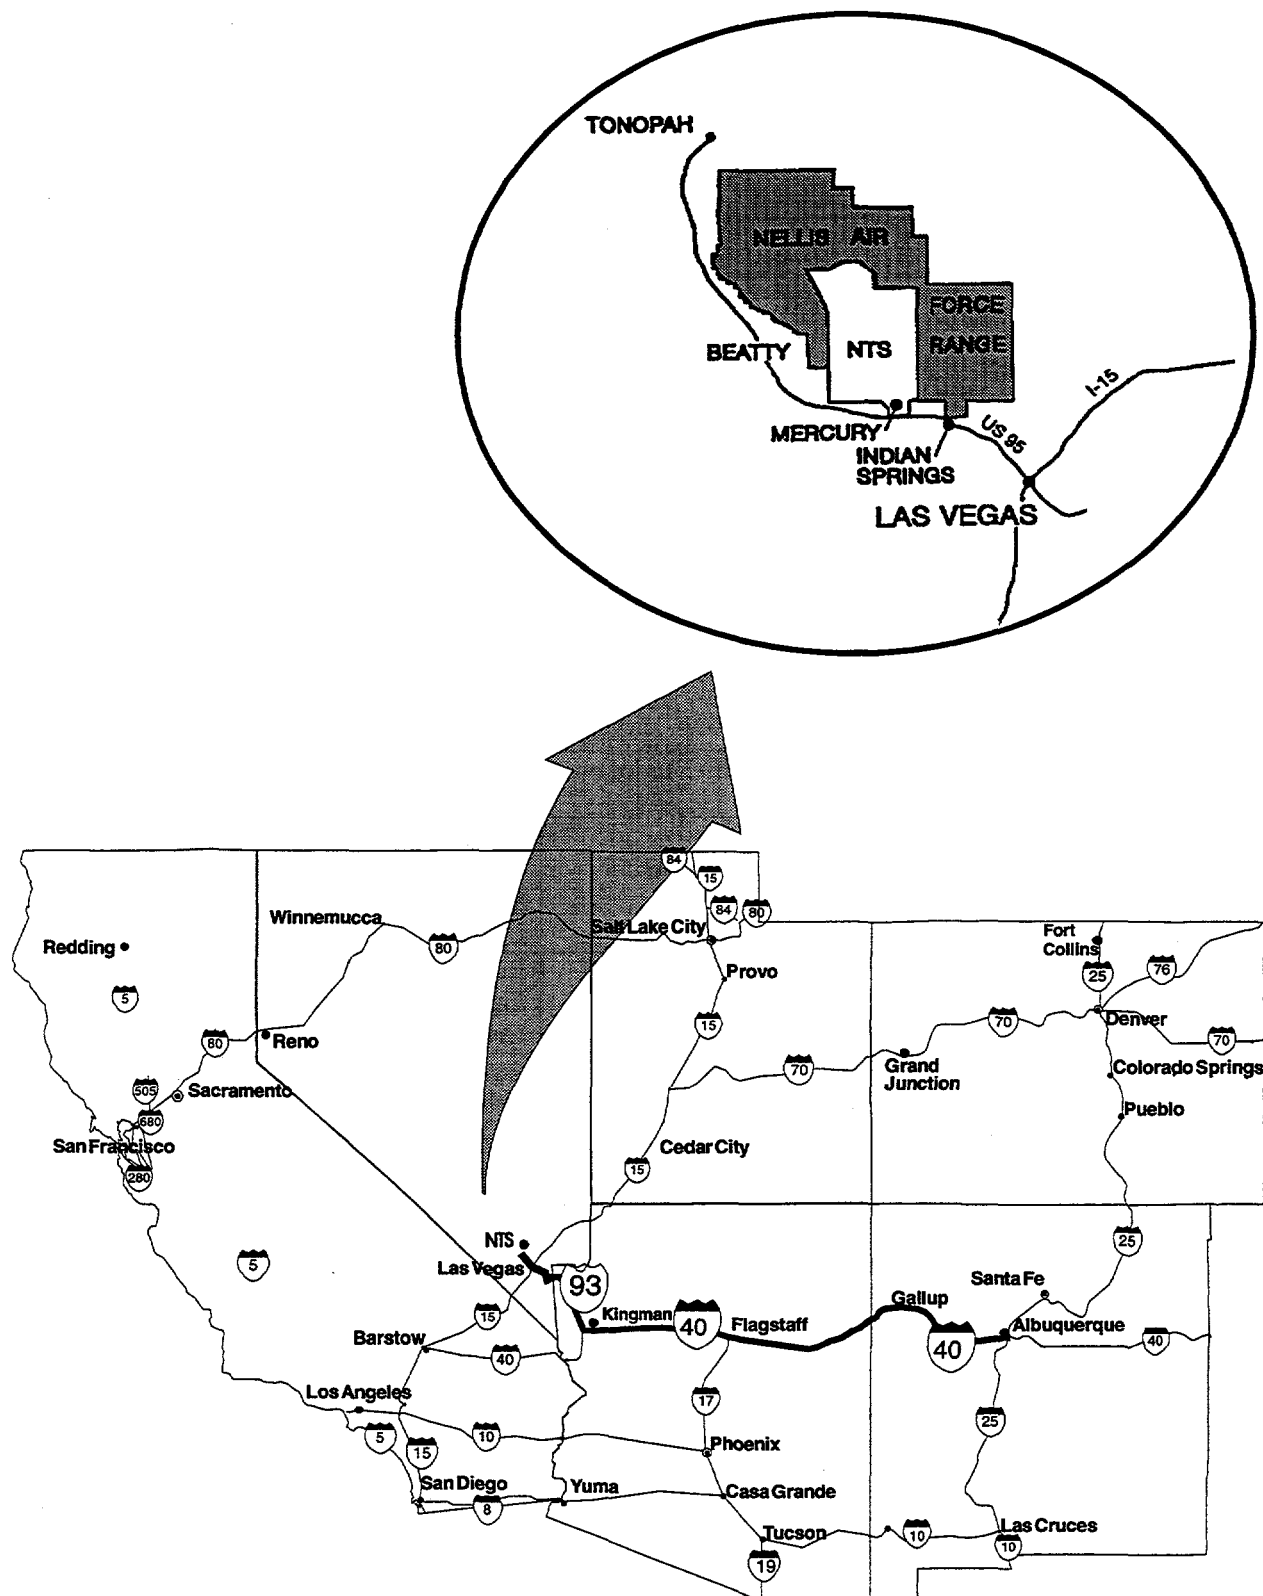 TONOPAH
NELLIS AIR
FORCE
RANGE
BEATTY
NTS
I-15
MERCURY
US 95
INDIAN
SPRINGS
LAS VEGAS
84
15
84
80
Winnemucca
Salt Lake City
80
Redding
Fort
Collins
25
76
Provo
5
15
70
Denver
70
80
Reno
70
Grand
Junction
Colorado Springs
505
Sacramento
Pueblo
680
San Francisco
Cedar City
15
280
NTS
25
5
Las Vegas
93
Santa Fe
Gallup
15
Kingman
40
Flagstaff
Albuquerque
Barstow
40
40
40
Los Angeles
17
25
5
10
15
Phoenix
San Diego
Yuma
Casa Grande
8
Tucson
10
Las Cruces
10
19